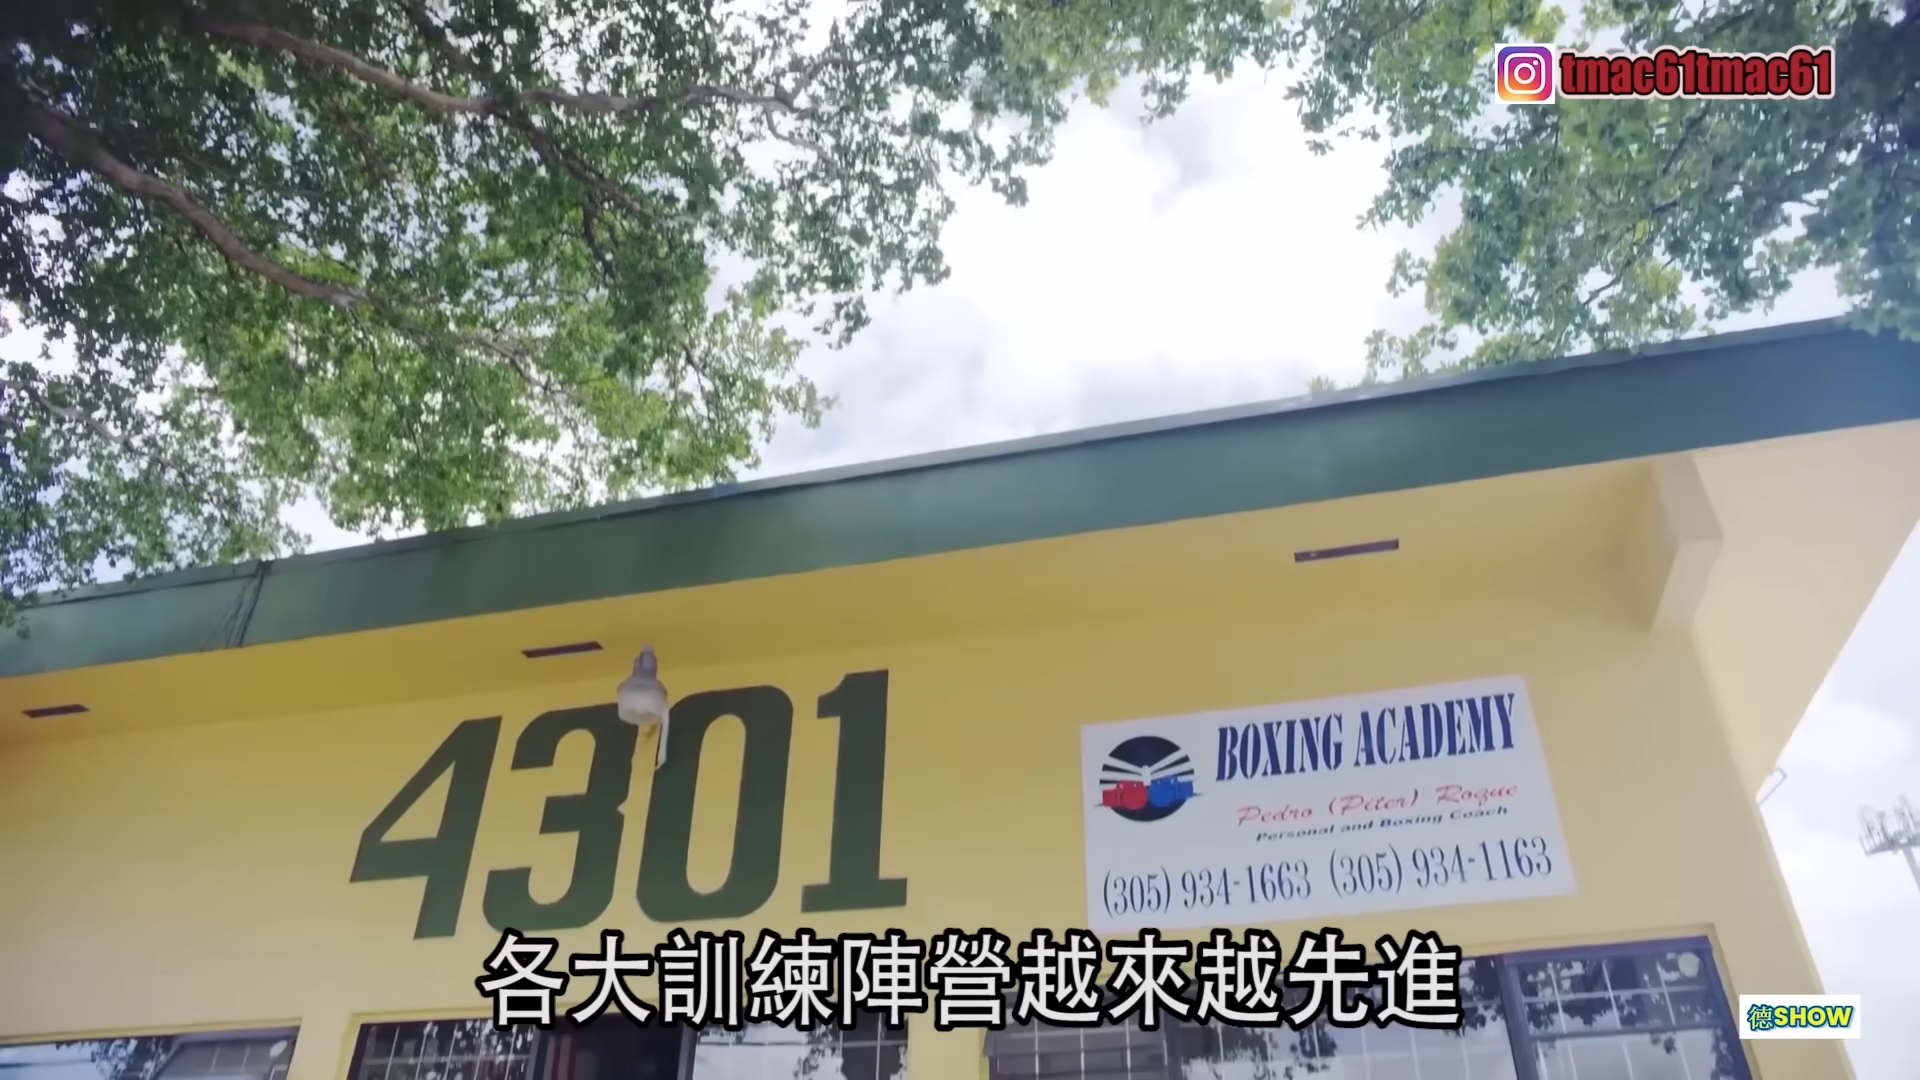 tmac61tmac61
4301
BOXING ACADEMY
Pedro (Piter) Roque
Personal and Boxing Coach
(305) 934-1663 (305) 934-1163
各大訓練陣營越來越先進
德SHOW